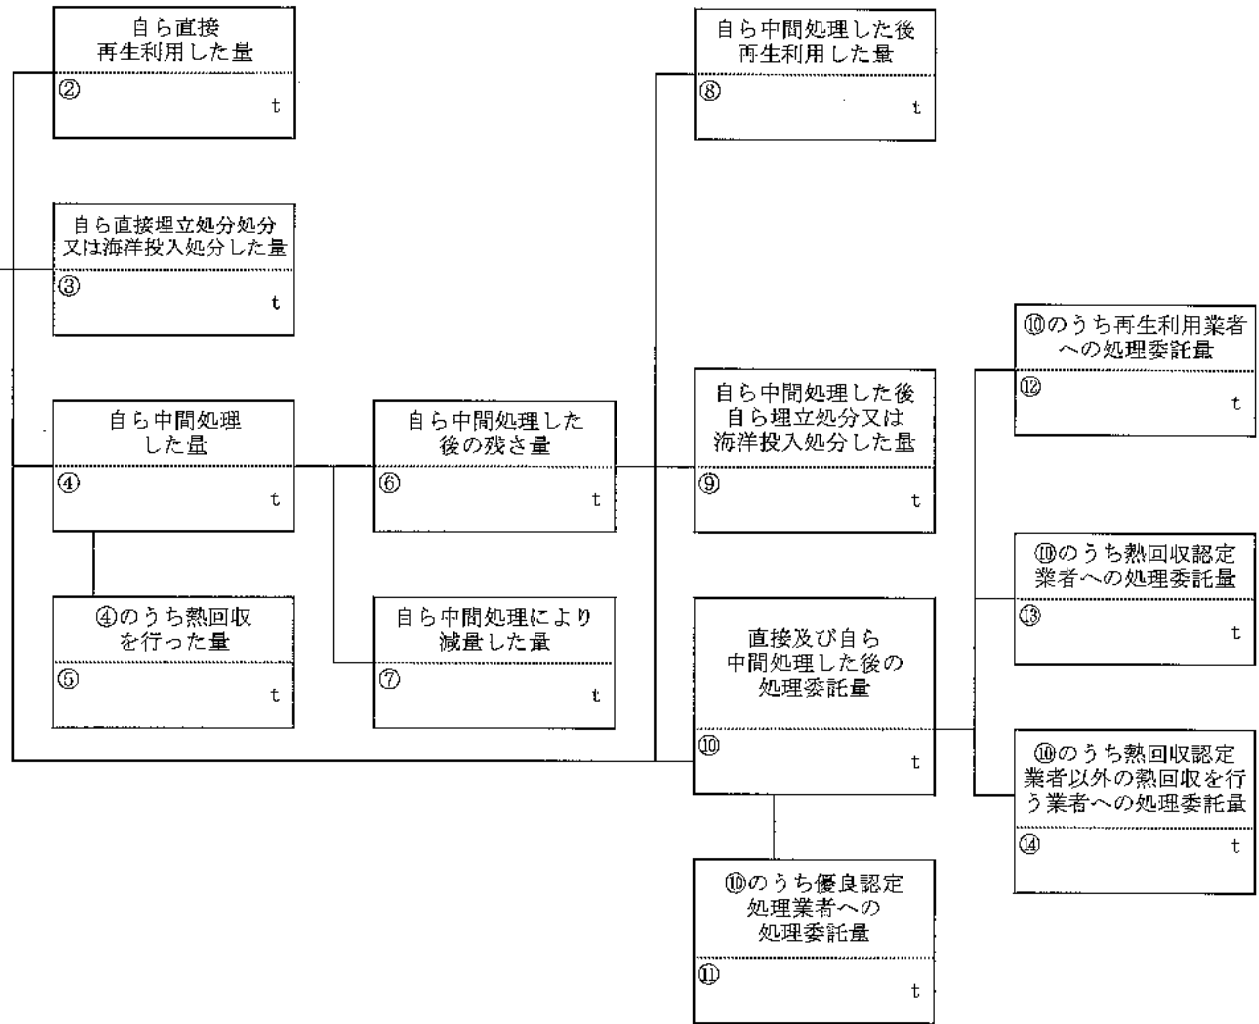 自ら直接
再生利用した量
②
t
自ら中間処理した後
再生利用した量
⑧
t
自ら直接埋立処分処分
又は海洋投入処分した量
③
t
⑩のうち再生利用業者
への処理委託量
⑫
t
自ら中間処理
した量
④
t
自ら中間処理した
後の残さ量
⑥
t
自ら中間処理した後
自ら埋立処分又は
海洋投入処分した量
⑨
t
⑩のうち熱回収認定
業者への処理委託量
⑬
t
④のうち熱回収
を行った量
⑤
t
自ら中間処理により
減量した量
⑦
t
直接及び自ら
中間処理した後の
処理委託量
⑩
t
⑩のうち熱回収認定
業者以外の熱回収を行
う業者への処理委託量
⑭
t
⑩のうち優良認定
処理業者への
処理委託量
⑪
t